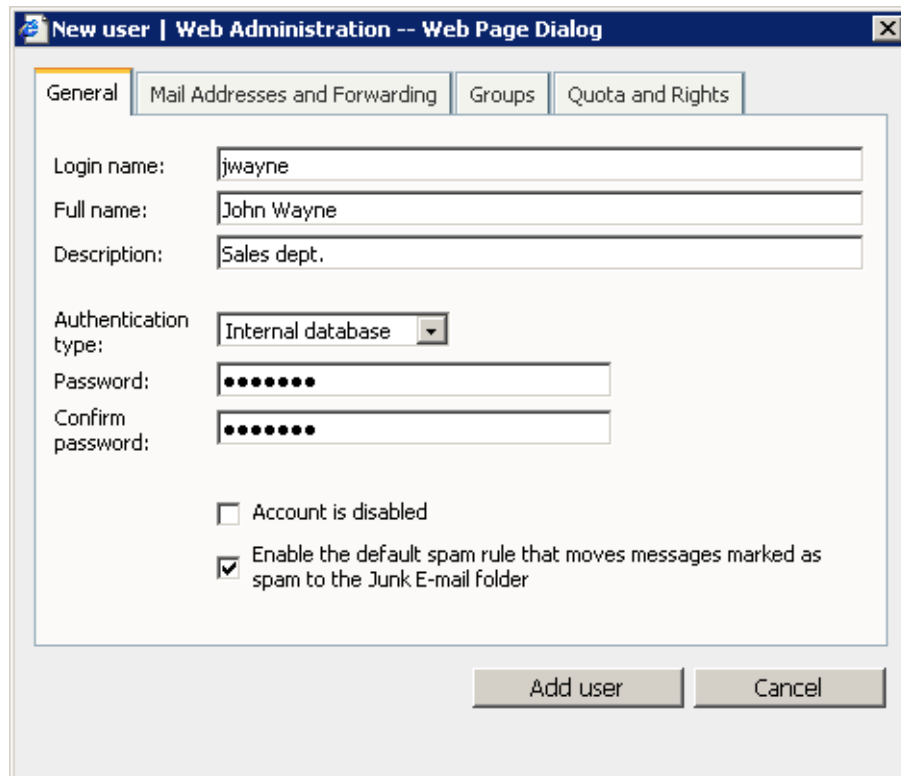 New user | Web Administration -- Web Page Dialog
General
Mail Addresses and Forwarding
Groups
Quota and Rights
Login name:
jwayne
Full name:
John Wayne
Description:
Sales dept.
Authentication
type:
Internal database
Password:
●●●●●●●
Confirm
password:
●●●●●●●
Account is disabled
Enable the default spam rule that moves messages marked as
spam to the Junk E-mail folder
Add user
Cancel